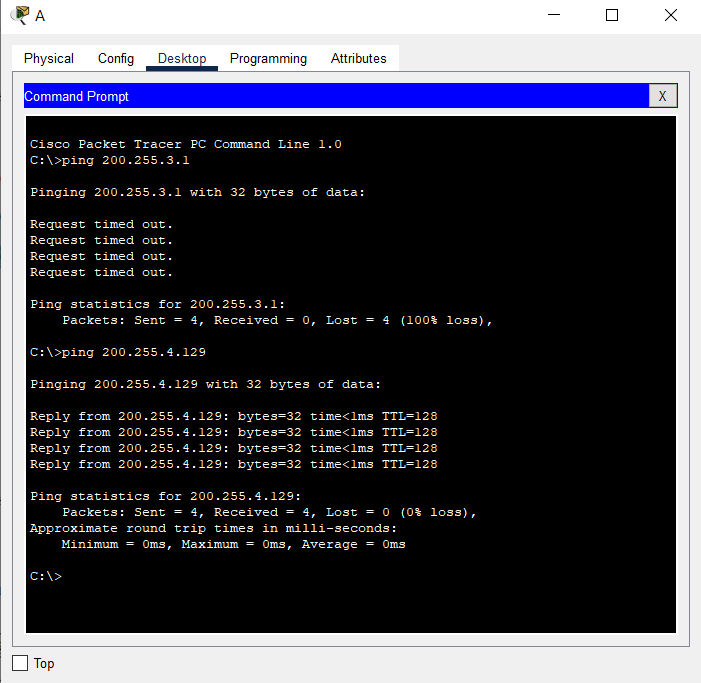 A
Physical Config Desktop Programming Attributes
Command Prompt X
Cisco Packet Tracer PC Command Line 1.0
C:\>ping 200.255.3.1
Pinging 200.255.3.1 with 32 bytes of data:
Request timed out.
Request timed out.
Request timed out.
Request timed out.
Ping statistics for 200.255.3.1:
Packets: Sent = 4, Received = 0, Lost = 4 (100% loss),
C:\>ping 200.255.4.129
Pinging 200.255.4.129 with 32 bytes of data:
Reply from 200.255.4.129: bytes=32 time<1ms TTL=128
Reply from 200.255.4.129: bytes=32 time<1ms TTL=128
Reply from 200.255.4.129: bytes=32 time<1ms TTL=128
Reply from 200.255.4.129: bytes=32 time<1ms TTL=128
Ping statistics for 200.255.4.129:
Packets: Sent = 4, Received = 4, Lost = 0 (0% loss),
Approximate round trip times in milli-seconds:
Minimum = 0ms, Maximum = 0ms, Average = 0ms
C:\>
Top